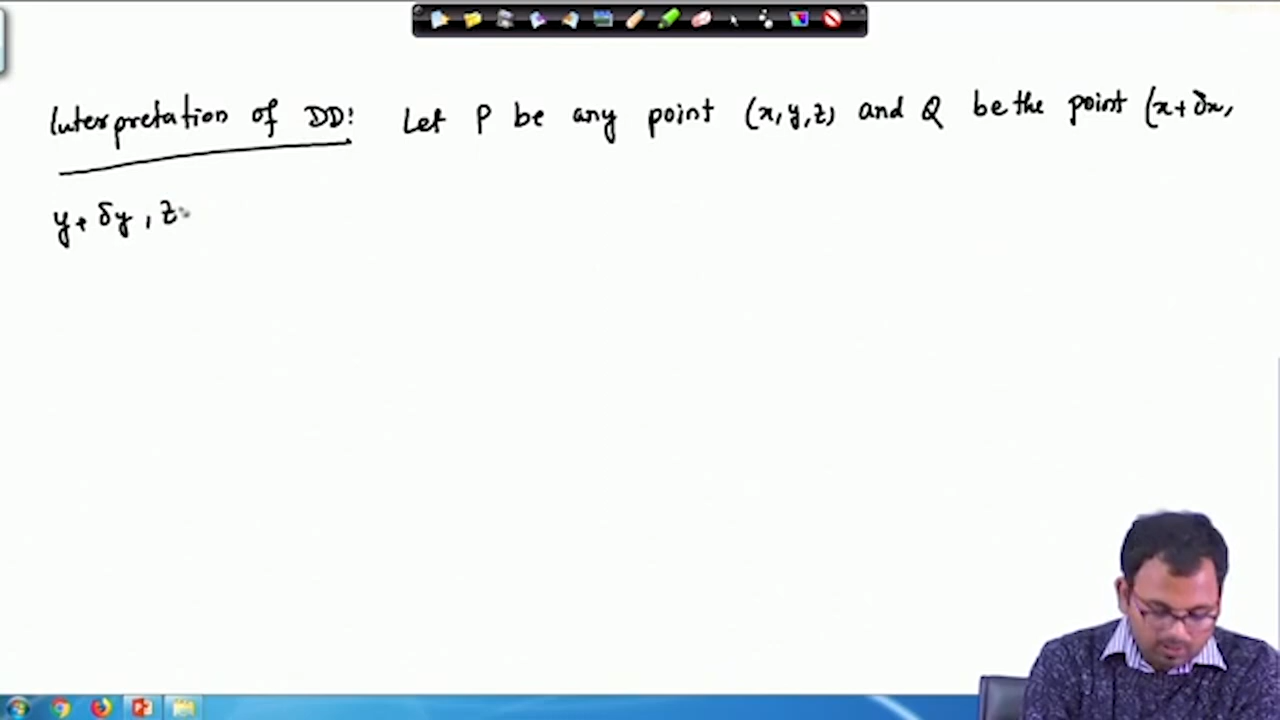 Interpretation of DD: Let P be any point (x, y, z) and Q be the point (x + δx,
y + δy, z